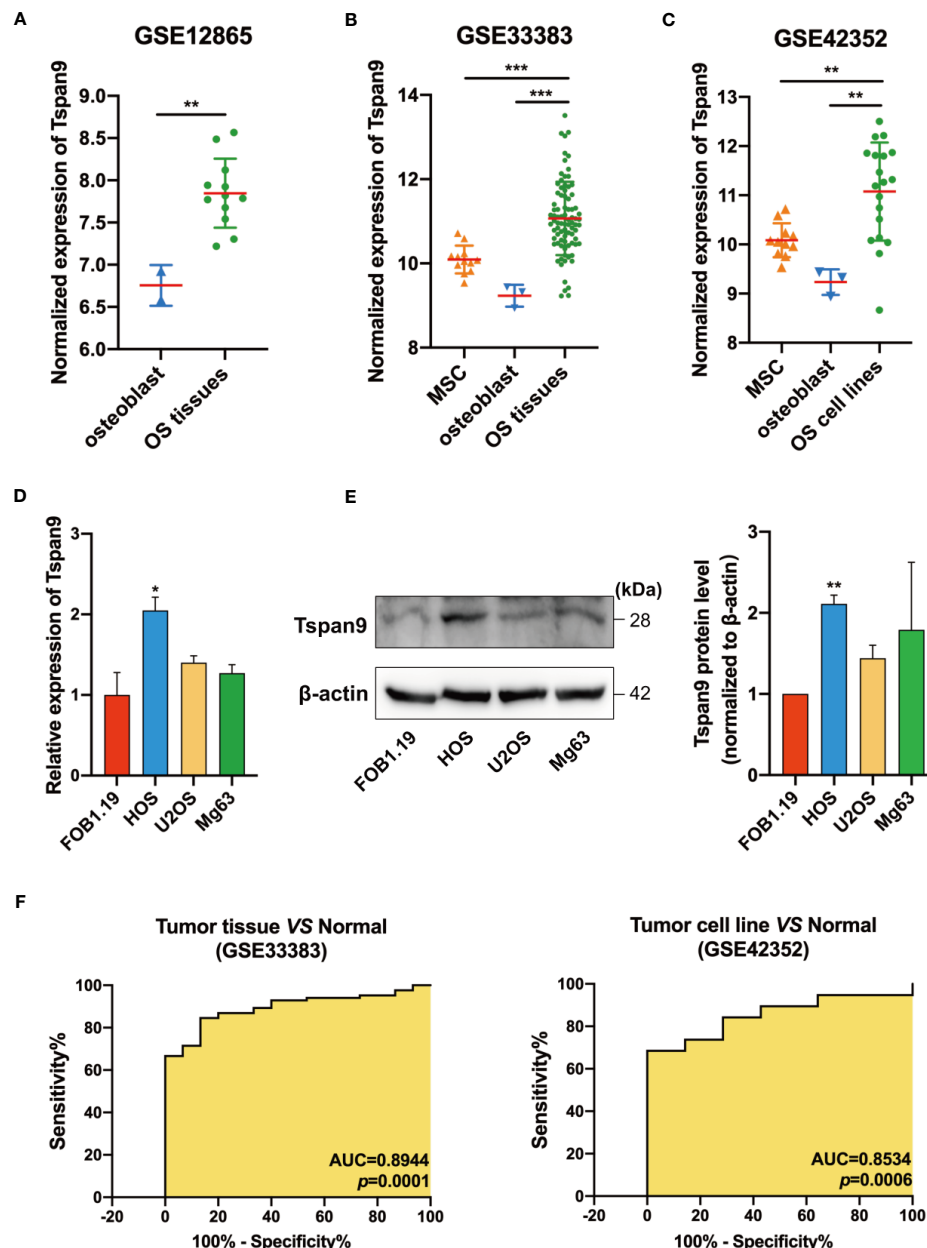 A
GSE12865
Normalized expression of Tspan9
9.0
8.5
8.0
7.5
7.0
6.5
6.0
**
osteoblast
OS tissues
B
GSE33383
Normalized expression of Tspan9
14
12
10
8
***
***
MSC
osteoblast
OS tissues
C
GSE42352
Normalized expression of Tspan9
13
12
11
10
9
8
**
**
MSC
osteoblast
OS cell lines
D
Relative expression of Tspan9
3
2
1
0
*
FOB1.19
HOS
U2OS
Mg63
E
(kDa)
Tspan9
28
β-actin
42
FOB1.19
HOS
U2OS
Mg63
Tspan9 protein level
(normalized to β-actin)
3
2
1
0
**
FOB1.19
HOS
U2OS
Mg63
F
Tumor tissue VS Normal
(GSE33383)
Sensitivity%
100
80
60
40
20
0
AUC=0.8944
p=0.0001
-20 0 20 40 60 80 100
100% - Specificity%
Tumor cell line VS Normal
(GSE42352)
Sensitivity%
100
80
60
40
20
0
AUC=0.8534
p=0.0006
-20 0 20 40 60 80 100
100% - Specificity%